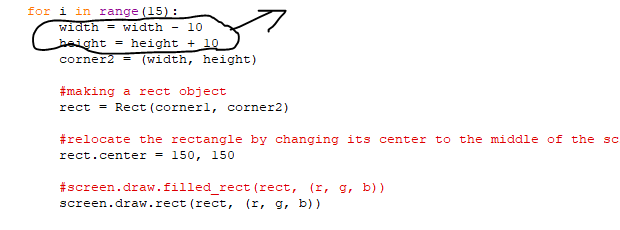 for i in range(15):
width = width - 10
height = height + 10
corner2 = (width, height)
#making a rect object
rect = Rect(corner1, corner2)
#relocate the rectangle by changing its center to the middle of the sc
rect.center = 150, 150
#screen.draw.filled_rect(rect, (r, g, b))
screen.draw.rect(rect, (r, g, b))